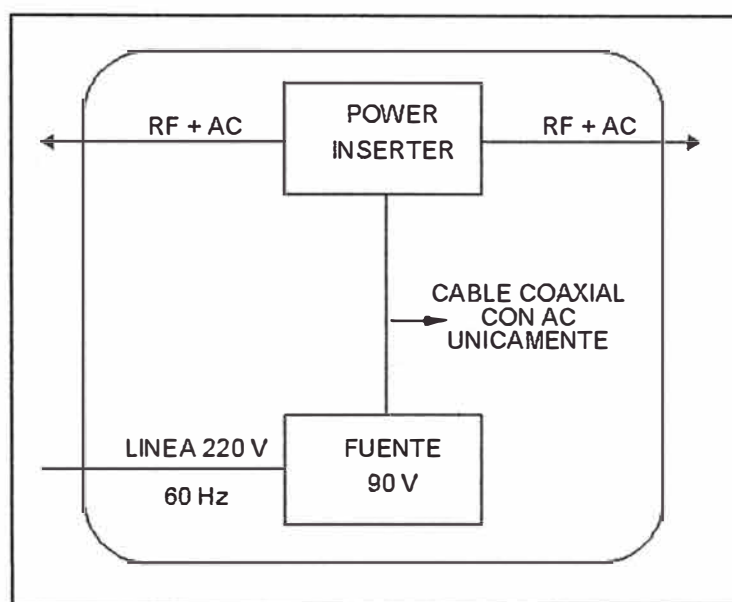 POWER
INSERTER
RF + AC
RF + AC
CABLE COAXIAL
CON AC
UNICAMENTE
LINEA 220 V
60 Hz
FUENTE
90 V